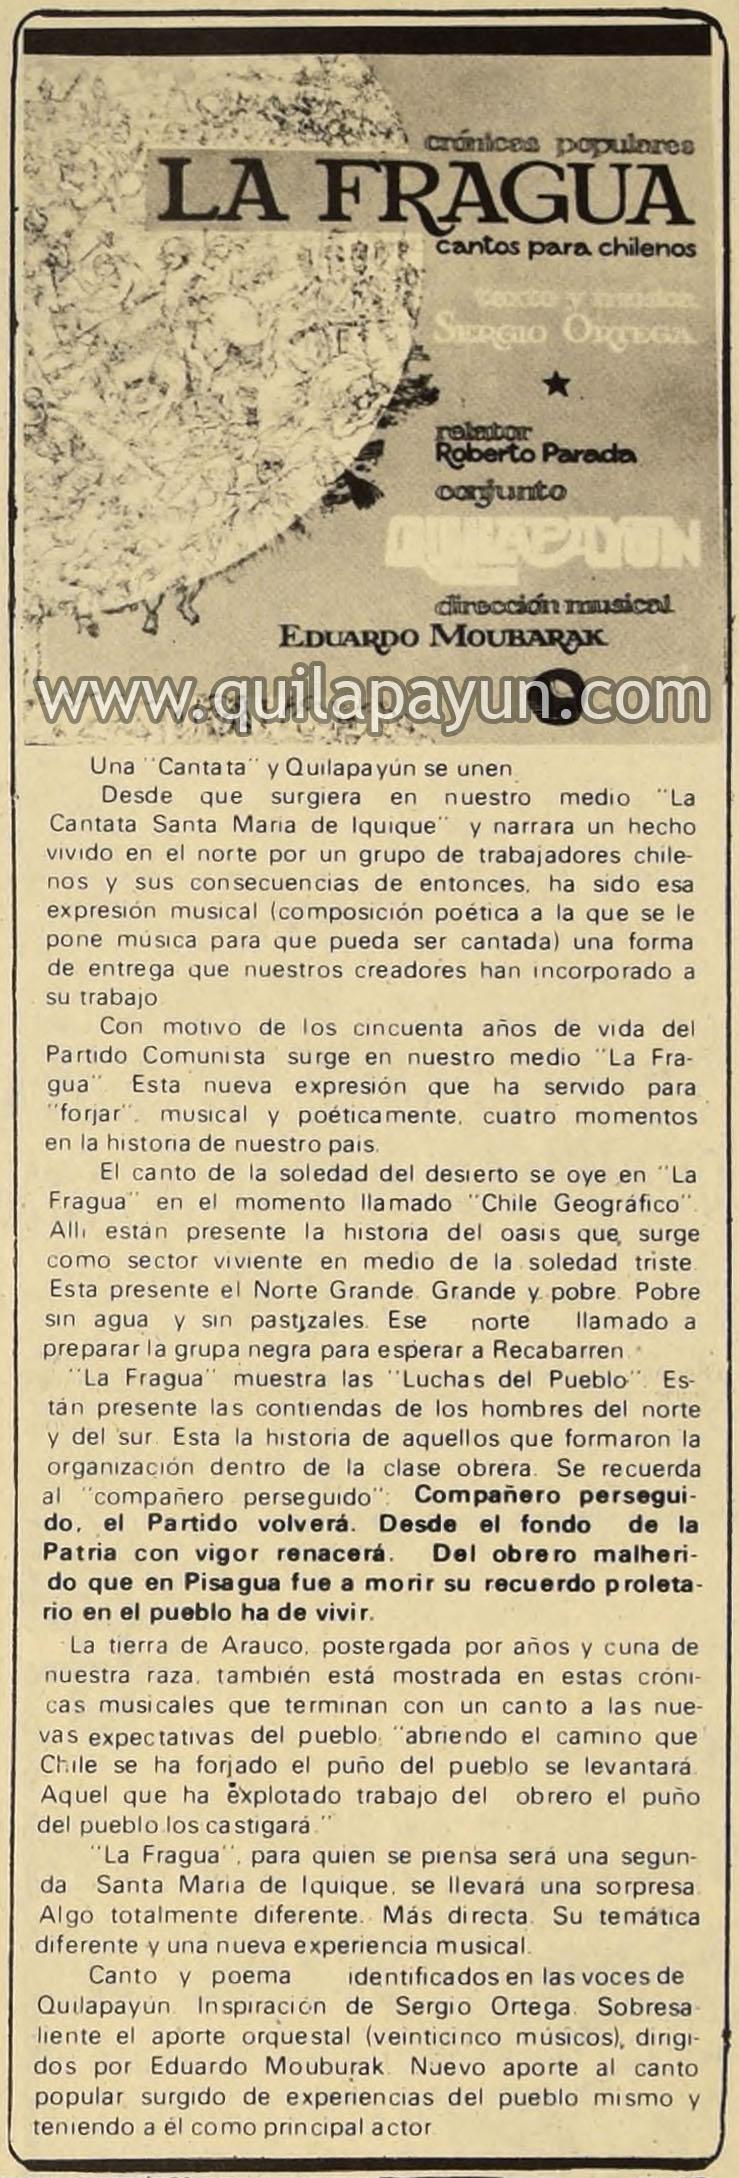 crónicas populares
LA FRAGUA
cantos para chilenos
texto y música
SERGIO ORTEGA
relator
Roberto Parada
conjunto
QUILAPAYUN
dirección musical
EDUARDO MOUBARAK
www.quilapayun.com
Una "Cantata" y Quilapayún se unen
Desde que surgiera en nuestro medio "La
Cantata Santa Maria de Iquique" y narrara un hecho
vivido en el norte por un grupo de trabajadores chile-
nos y sus consecuencias de entonces, ha sido esa
expresión musical (composición poética a la que se le
pone música para que pueda ser cantada) una forma
de entrega que nuestros creadores han incorporado a
su trabajo
Con motivo de los cincuenta años de vida del
Partido Comunista surge en nuestro medio "La Fra-
gua". Esta nueva expresión que ha servido para
"forjar", musical y poéticamente, cuatro momentos
en la historia de nuestro pais.
El canto de la soledad del desierto se oye en "La
Fragua" en el momento llamado "Chile Geográfico".
Alli están presente la historia del oasis que surge
como sector viviente en medio de la soledad triste.
Esta presente el Norte Grande. Grande y pobre. Pobre
sin agua y sin pastizales. Ese norte llamado a
preparar la grupa negra para esperar a Recabarren
"La Fragua" muestra las "Luchas del Pueblo". Es-
tán presente las contiendas de los hombres del norte
y del sur. Esta la historia de aquellos que formaron la
organización dentro de la clase obrera. Se recuerda
al "compañero perseguido": Compañero persegui-
do, el Partido volverá. Desde el fondo de la
Patria con vigor renacerá. Del obrero malheri-
do que en Pisagua fue a morir su recuerdo proleta-
rio en el pueblo ha de vivir.
La tierra de Arauco, postergada por años y cuna de
nuestra raza, también está mostrada en estas cróni-
cas musicales que terminan con un canto a las nue-
vas expectativas del pueblo: "abriendo el camino que
Chile se ha forjado el puño del pueblo se levantará.
Aquel que ha explotado trabajo del obrero el puño
del pueblo los castigará."
"La Fragua", para quien se piensa será una segun-
da Santa Maria de Iquique, se llevará una sorpresa.
Algo totalmente diferente. Más directa. Su temática
diferente y una nueva experiencia musical.
Canto y poema identificados en las voces de
Quilapayún. Inspiración de Sergio Ortega. Sobresa-
liente el aporte orquestal (veinticinco músicos), dirigi-
dos por Eduardo Mouburak. Nuevo aporte al canto
popular surgido de experiencias del pueblo mismo y
teniendo a él como principal actor